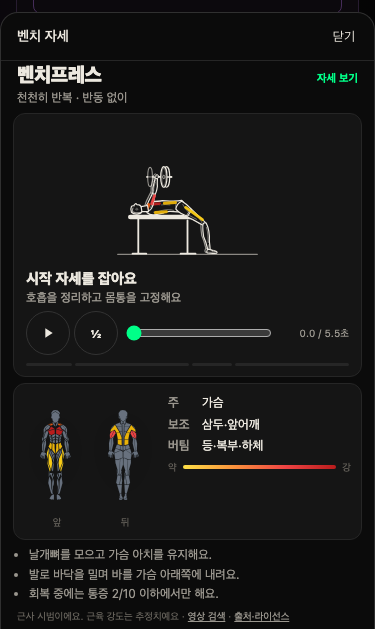 벤치 자세
닫기
벤치프레스
자세 보기
천천히 반복 · 반동 없이
시작 자세를 잡아요
호흡을 정리하고 몸통을 고정해요
½
0.0 / 5.5초
주 가슴
보조 삼두·앞어깨
버팀 등·복부·하체
약 강
앞 뒤
• 날개뼈를 모으고 가슴 아치를 유지해요.
• 발로 바닥을 밀며 바를 가슴 아래쪽에 내려요.
• 회복 중에는 통증 2/10 이하에서만 해요.
근사 시범이에요. 근육 강도는 추정치예요 · 영상 검색 · 출처·라이선스